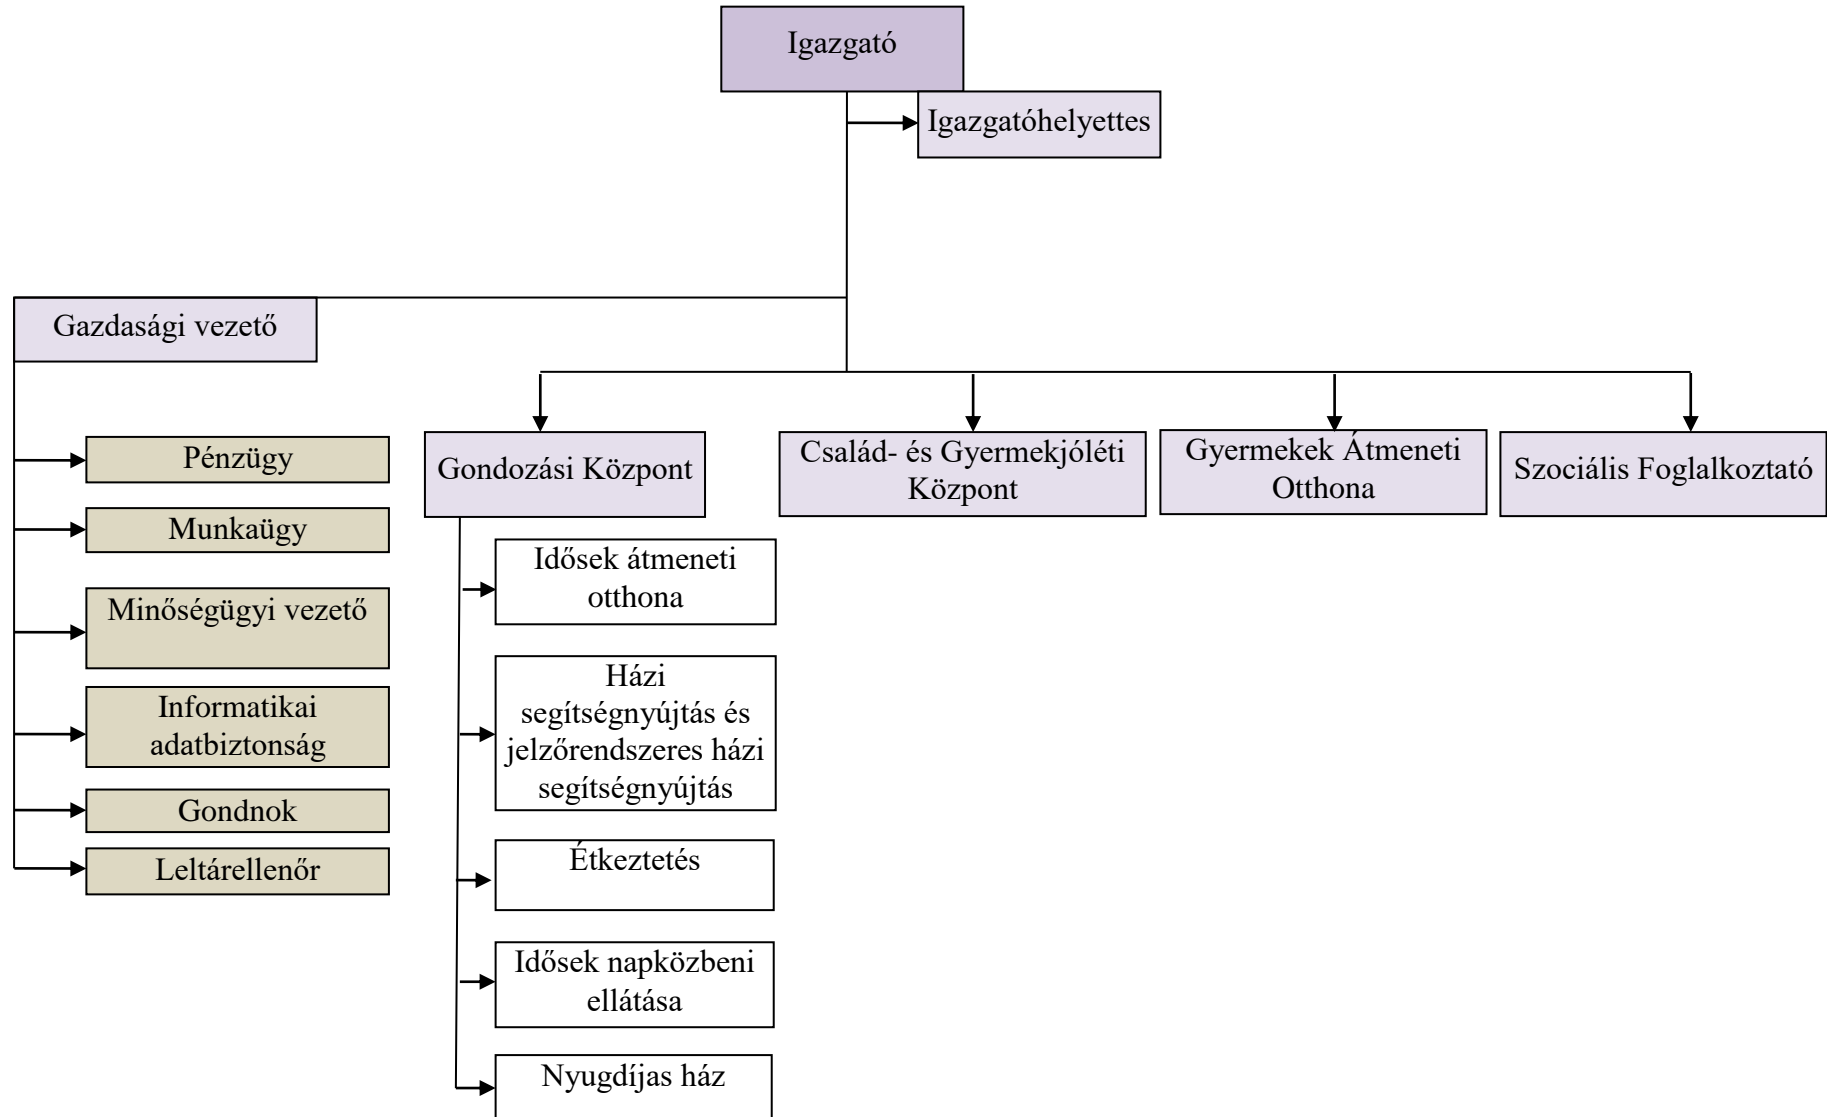 Igazgató
Igazgatóhelyettes
Gazdasági vezető
Pénzügy
Munkaügy
Minőségügyi vezető
Informatikai
adatbiztonság
Gondnok
Leltárellenőr
Gondozási Központ
Idősek átmeneti
otthona
Házi
segítségnyújtás és
jelzőrendszeres házi
segítségnyújtás
Étkeztetés
Idősek napközbeni
ellátása
Nyugdíjas ház
Család- és Gyermekjóléti
Központ
Gyermekek Átmeneti
Otthona
Szociális Foglalkoztató